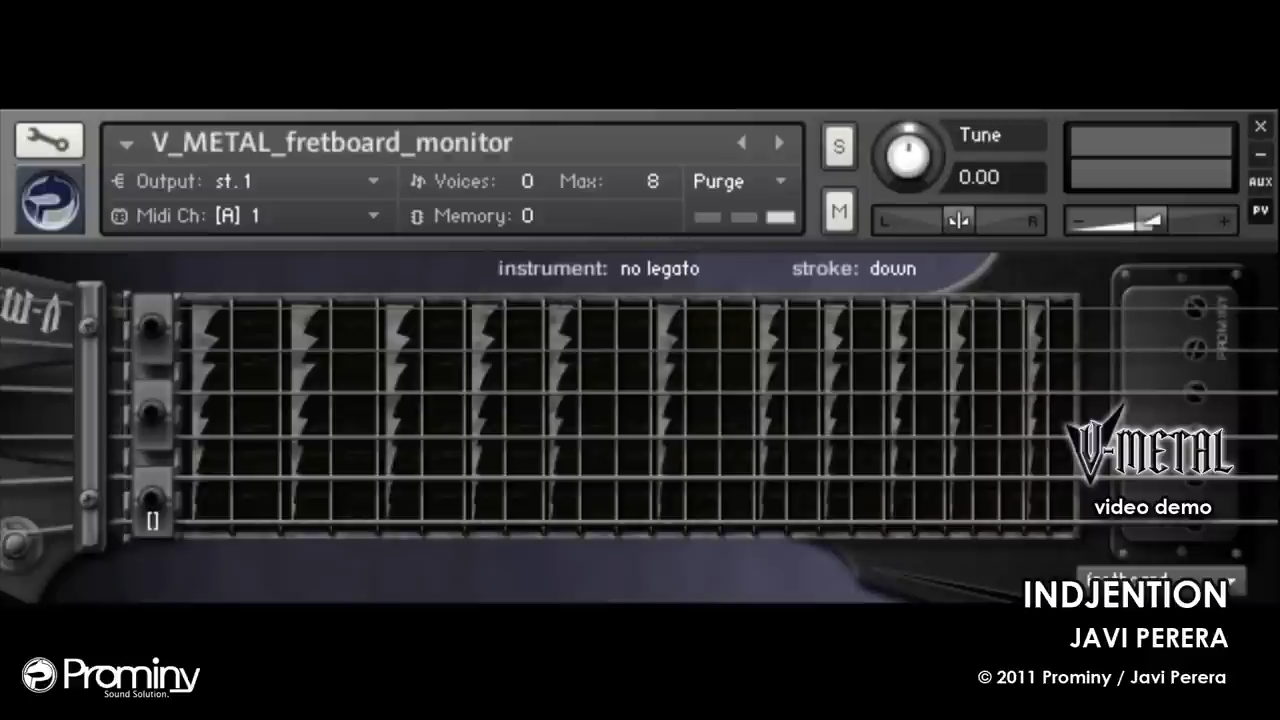 V_METAL_fretboard_monitor
Output: st.1
Voices: 0 Max: 8
Purge
Midi Ch: [A] 1
Memory: 0
S
M
Tune
0.00
L R
- +
×
-
AUX
PV
instrument: no legato
stroke: down
V-M
PROMINY
[]
V-METAL
video demo
INDJENTION
JAVI PERERA
© 2011 Prominy / Javi Perera
Prominy
Sound Solution.